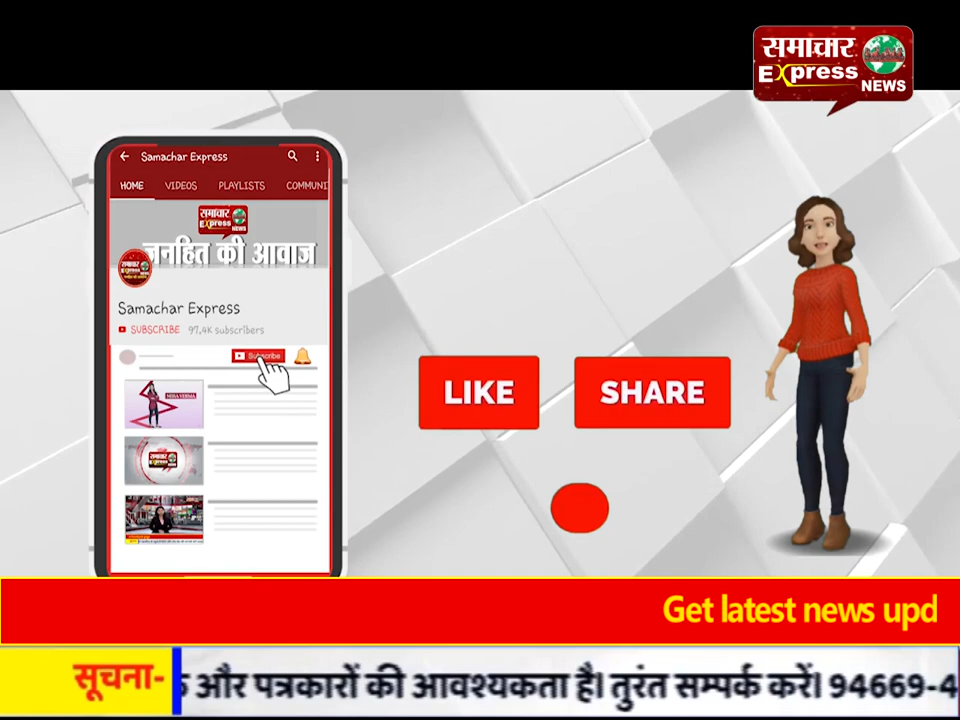 समाचार
Express
NEWS
Samachar Express
HOME VIDEOS PLAYLISTS COMMUNI
समाचार
Express
NEWS
जनहित की आवाज
Samachar Express
SUBSCRIBE 97.4K subscribers
Subscribe
LIKE SHARE
Get latest news upd
सूचना- और पत्रकारों की आवश्यकता है। तुरंत सम्पर्क करें। 94669-4